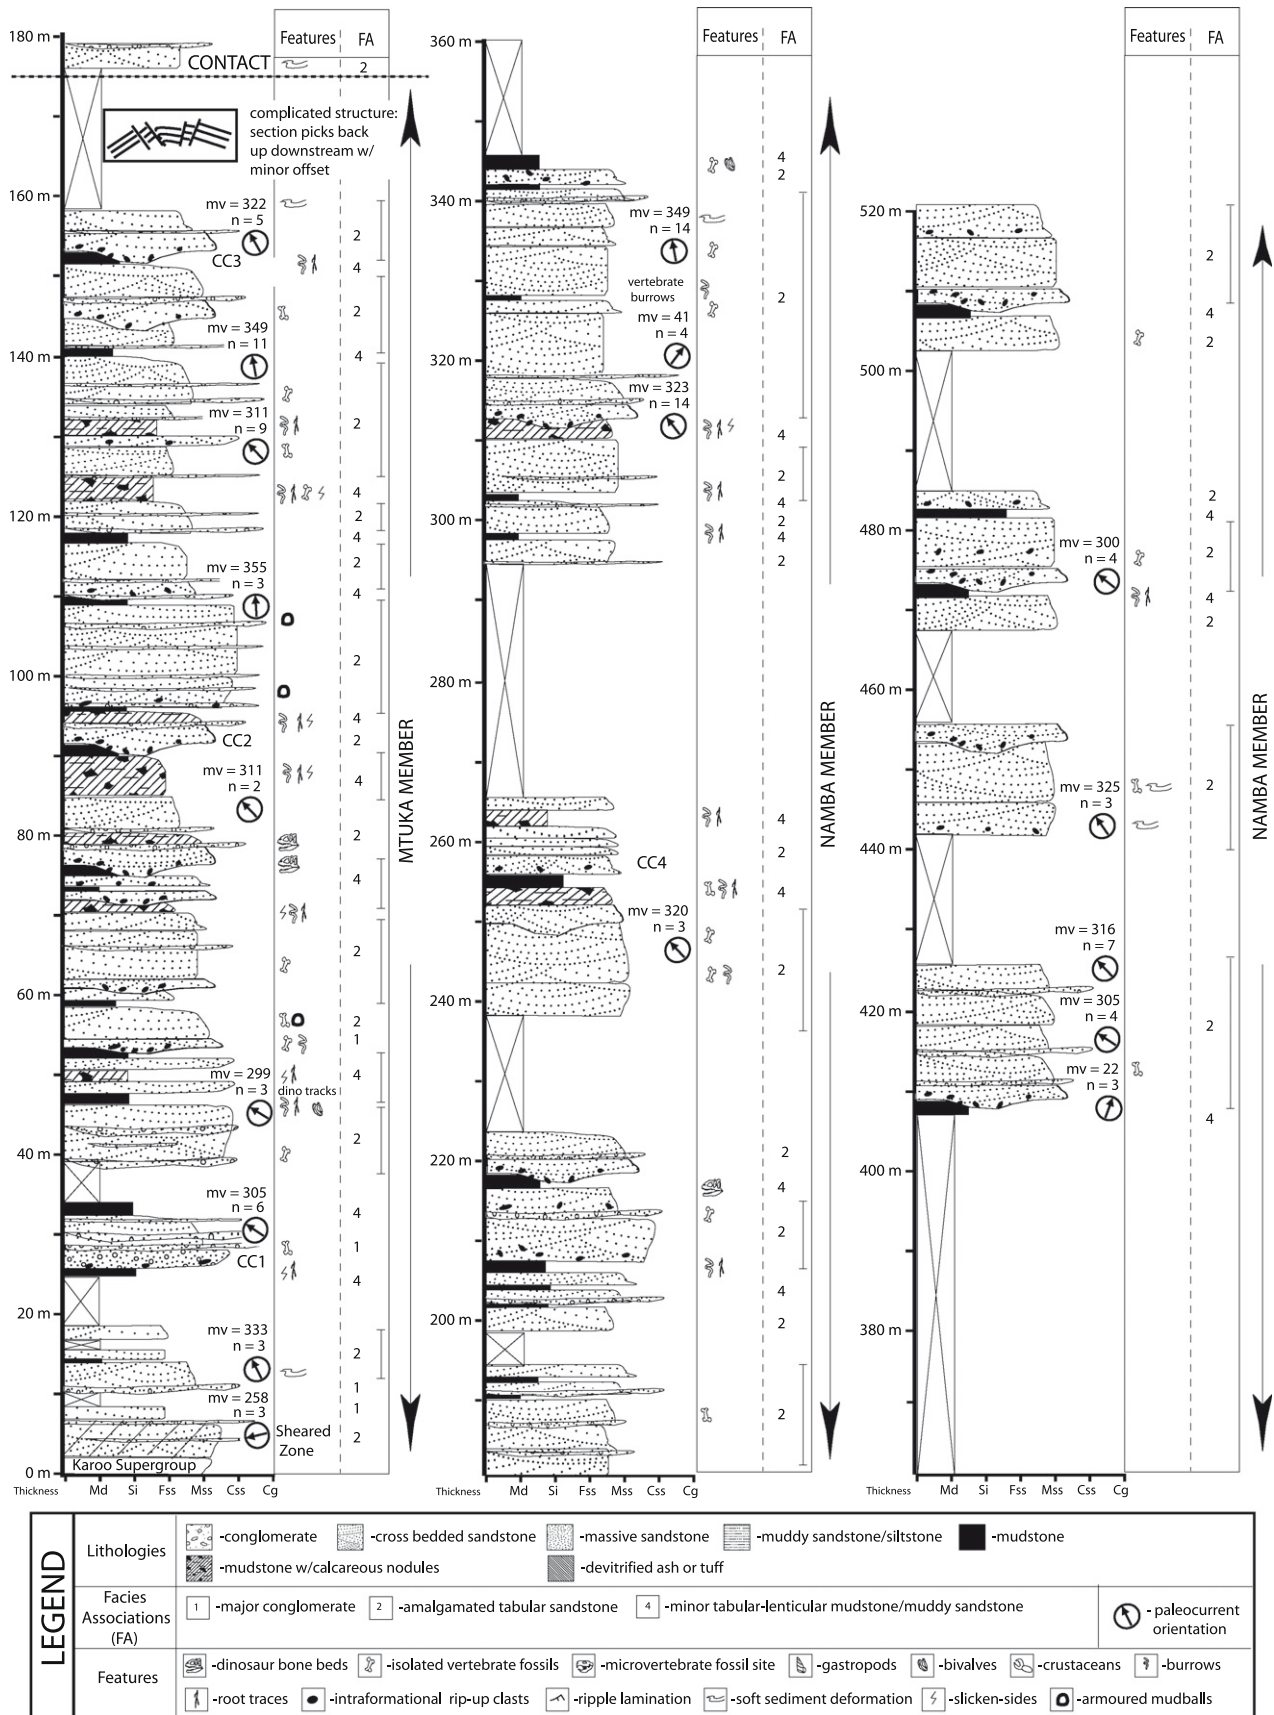 180 m
Features FA
CONTACT
2
complicated structure:
section picks back
up downstream w/
minor offset
160 m
mv = 322
n = 5
2
CC3
4
mv = 349
n = 11
2
140 m
4
mv = 311
n = 9
2
4
120 m
2
4
mv = 355
n = 3
2
4
100 m
2
4
CC2
2
mv = 311
n = 2
4
80 m
2
4
2
60 m
2
1
mv = 299
n = 3
4
dino tracks
2
40 m
mv = 305
n = 6
4
1
CC1
4
20 m
mv = 333
n = 3
2
1
mv = 258
n = 3
1
Sheared
Zone
2
Karoo Supergroup
0 m
Thickness Md Si Fss Mss Css Cg
MTUKA MEMBER
360 m
Features FA
4
2
340 m
mv = 349
n = 14
vertebrate
burrows
2
mv = 41
n = 4
320 m
mv = 323
n = 14
4
2
4
300 m
2
4
2
280 m
4
260 m
CC4
2
4
mv = 320
n = 3
2
240 m
220 m
2
4
2
4
200 m
2
2
Thickness Md Si Fss Mss Css Cg
NAMBA MEMBER
Features FA
520 m
2
4
2
500 m
2
480 m
4
mv = 300
n = 4
2
4
2
460 m
mv = 325
n = 3
2
440 m
mv = 316
n = 7
420 m
mv = 305
n = 4
2
mv = 22
n = 3
4
400 m
380 m
Thickness Md Si Fss Mss Css Cg
NAMBA MEMBER
LEGEND
Lithologies
-conglomerate -cross bedded sandstone -massive sandstone -muddy sandstone/siltstone -mudstone
-mudstone w/calcareous nodules -devitrified ash or tuff
Facies
Associations
(FA)
1 -major conglomerate 2 -amalgamated tabular sandstone 4 -minor tabular-lenticular mudstone/muddy sandstone
- paleocurrent
orientation
Features
-dinosaur bone beds -isolated vertebrate fossils -microvertebrate fossil site -gastropods -bivalves -crustaceans -burrows
-root traces -intraformational rip-up clasts -ripple lamination -soft sediment deformation -slicken-sides -armoured mudballs